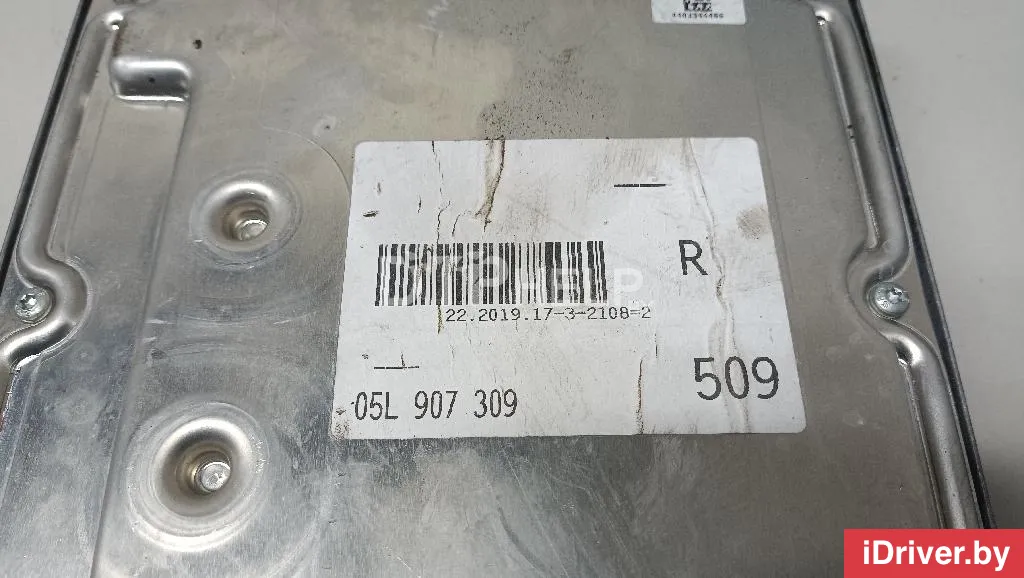 R
22.2019.17-3-2108=2
509
05L 907 309
iDriver.by